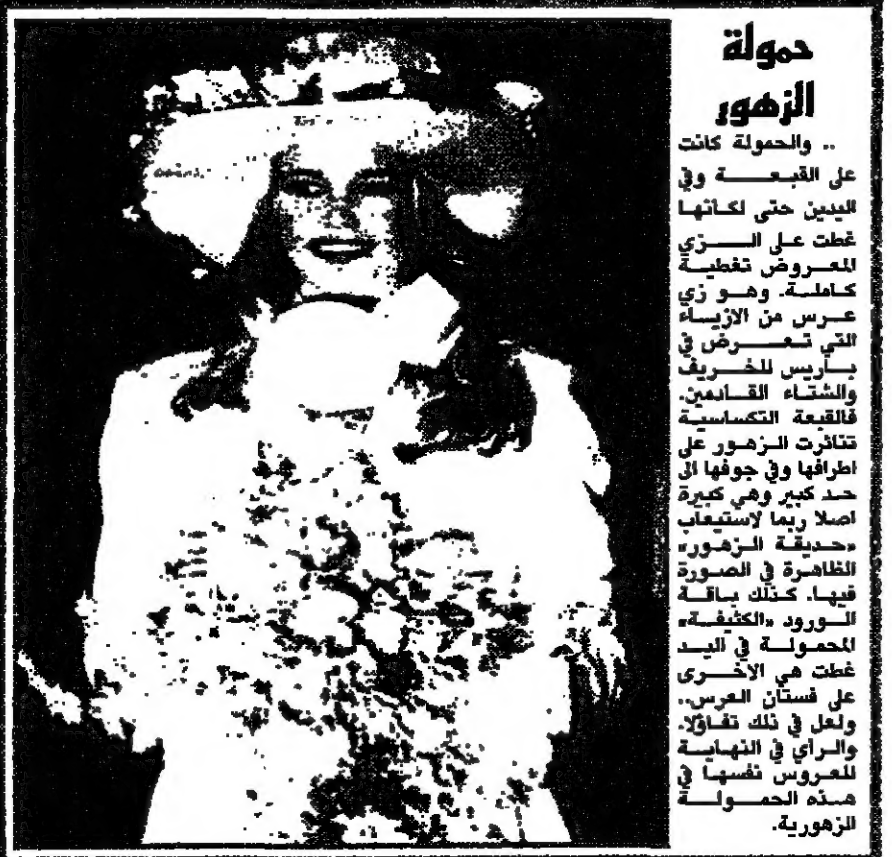 حمولة
الزهور
.. والحمولة كانت
على القبعة وفي
اليدين حتى لكأنها
غطت على الزي
المعروض تغطية
كاملة. وهو زي
عرس من الازياء
التي تعرض في
باريس للخريف
والشتاء القادمين.
فالقبعة التكساسية
تناثرت الزهور على
اطرافها وفي جوفها الى
حد كبير وهي كبيرة
اصلا ربما لاستيعاب
«حديقة الزهور»
الظاهرة في الصورة
فيها. كذلك باقة
الورود «الكثيفة»
المحمولة في اليد
غطت هي الاخرى
على فستان العرس..
ولعل في ذلك تفاؤلا.
والرأي في النهاية
للعروس نفسها في
هذه الحمولة
الزهورية.